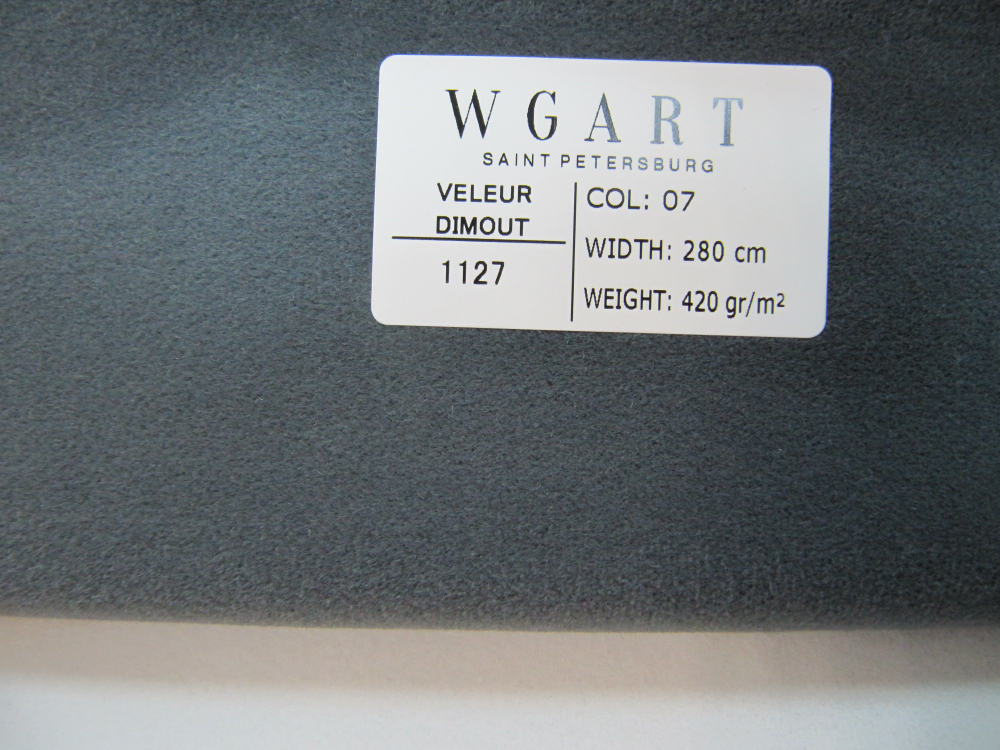 WGART
SAINT PETERSBURG
VELEUR
DIMOUT
1127
COL: 07
WIDTH: 280 cm
WEIGHT: 420 gr/m²